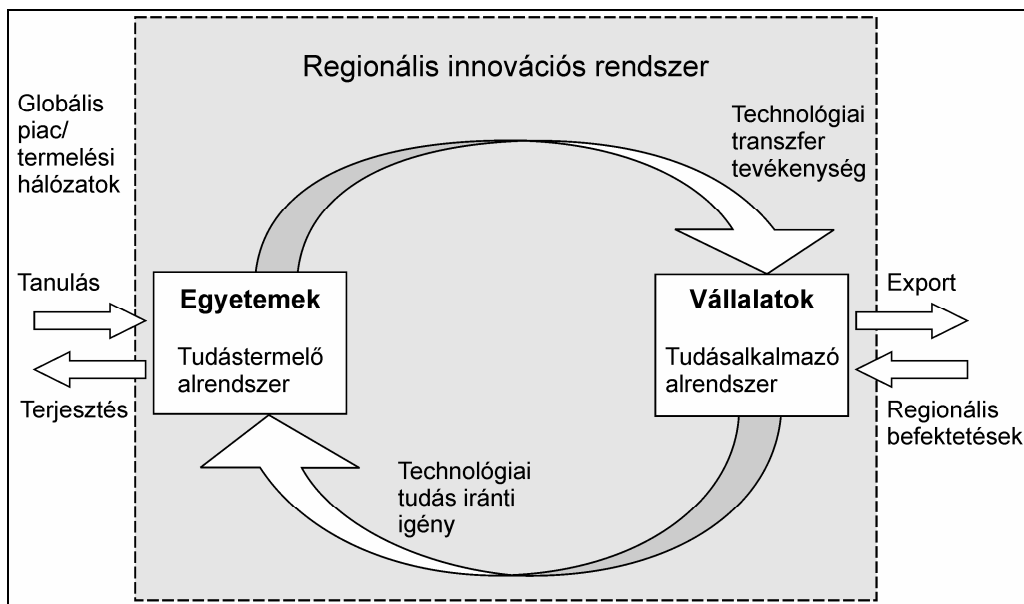 Regionális innovációs rendszer
Globális
piac/
termelési
hálózatok
Technológiai
transzfer
tevékenység
Tanulás
Terjesztés
Egyetemek
Tudástermelő
alrendszer
Vállalatok
Tudásalkalmazó
alrendszer
Export
Regionális
befektetések
Technológiai
tudás iránti
igény